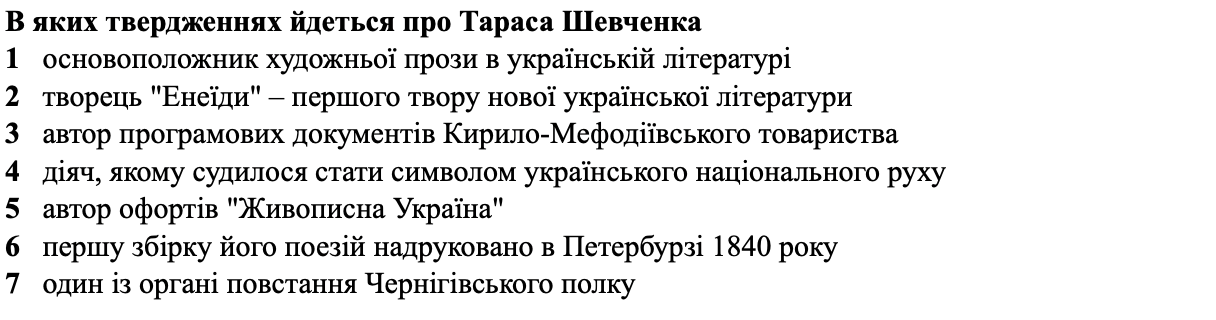 В яких твердженнях йдеться про Тараса Шевченка
1 основоположник художньої прози в українській літературі
2 творець "Енеїди" – першого твору нової української літератури
3 автор програмових документів Кирило-Мефодіївського товариства
4 діяч, якому судилося стати символом українського національного руху
5 автор офортів "Живописна Україна"
6 першу збірку його поезій надруковано в Петербурзі 1840 року
7 один із органі повстання Чернігівського полку